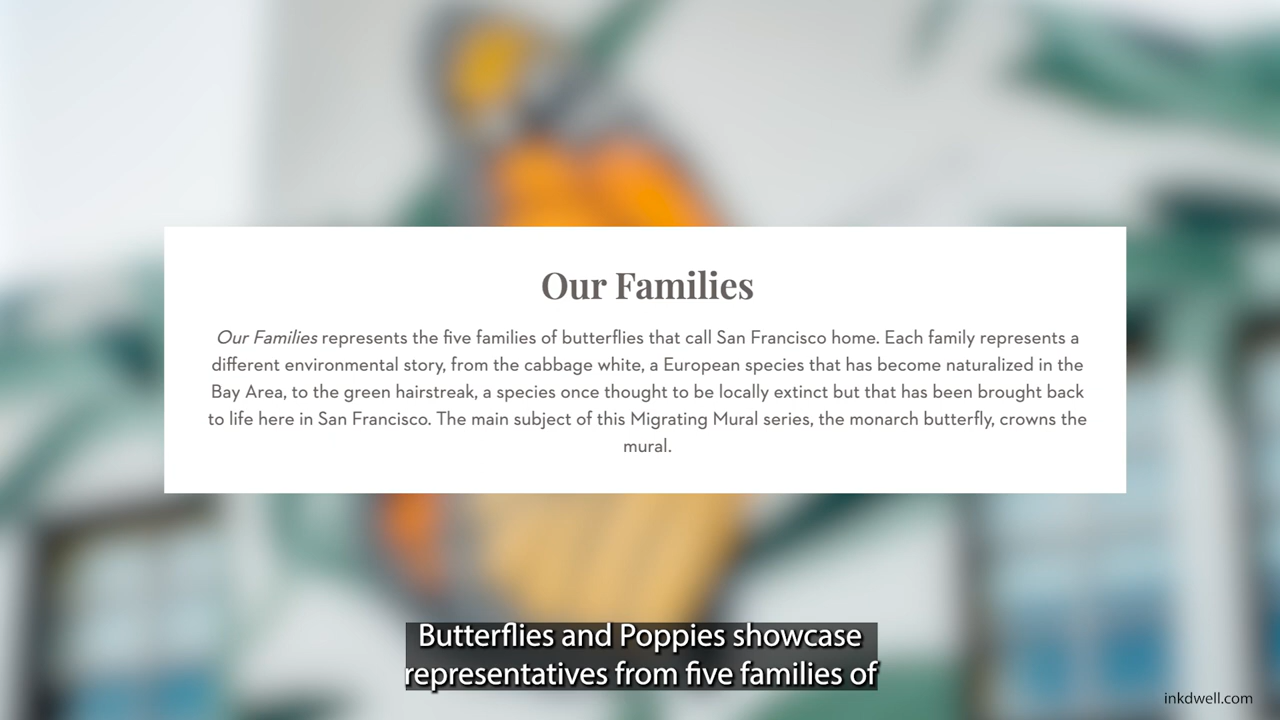 Our Families
Our Families represents the five families of butterflies that call San Francisco home. Each family represents a
different environmental story, from the cabbage white, a European species that has become naturalized in the
Bay Area, to the green hairstreak, a species once thought to be locally extinct but that has been brought back
to life here in San Francisco. The main subject of this Migrating Mural series, the monarch butterfly, crowns the
mural.
Butterflies and Poppies showcase
representatives from five families of
inkdwell.com